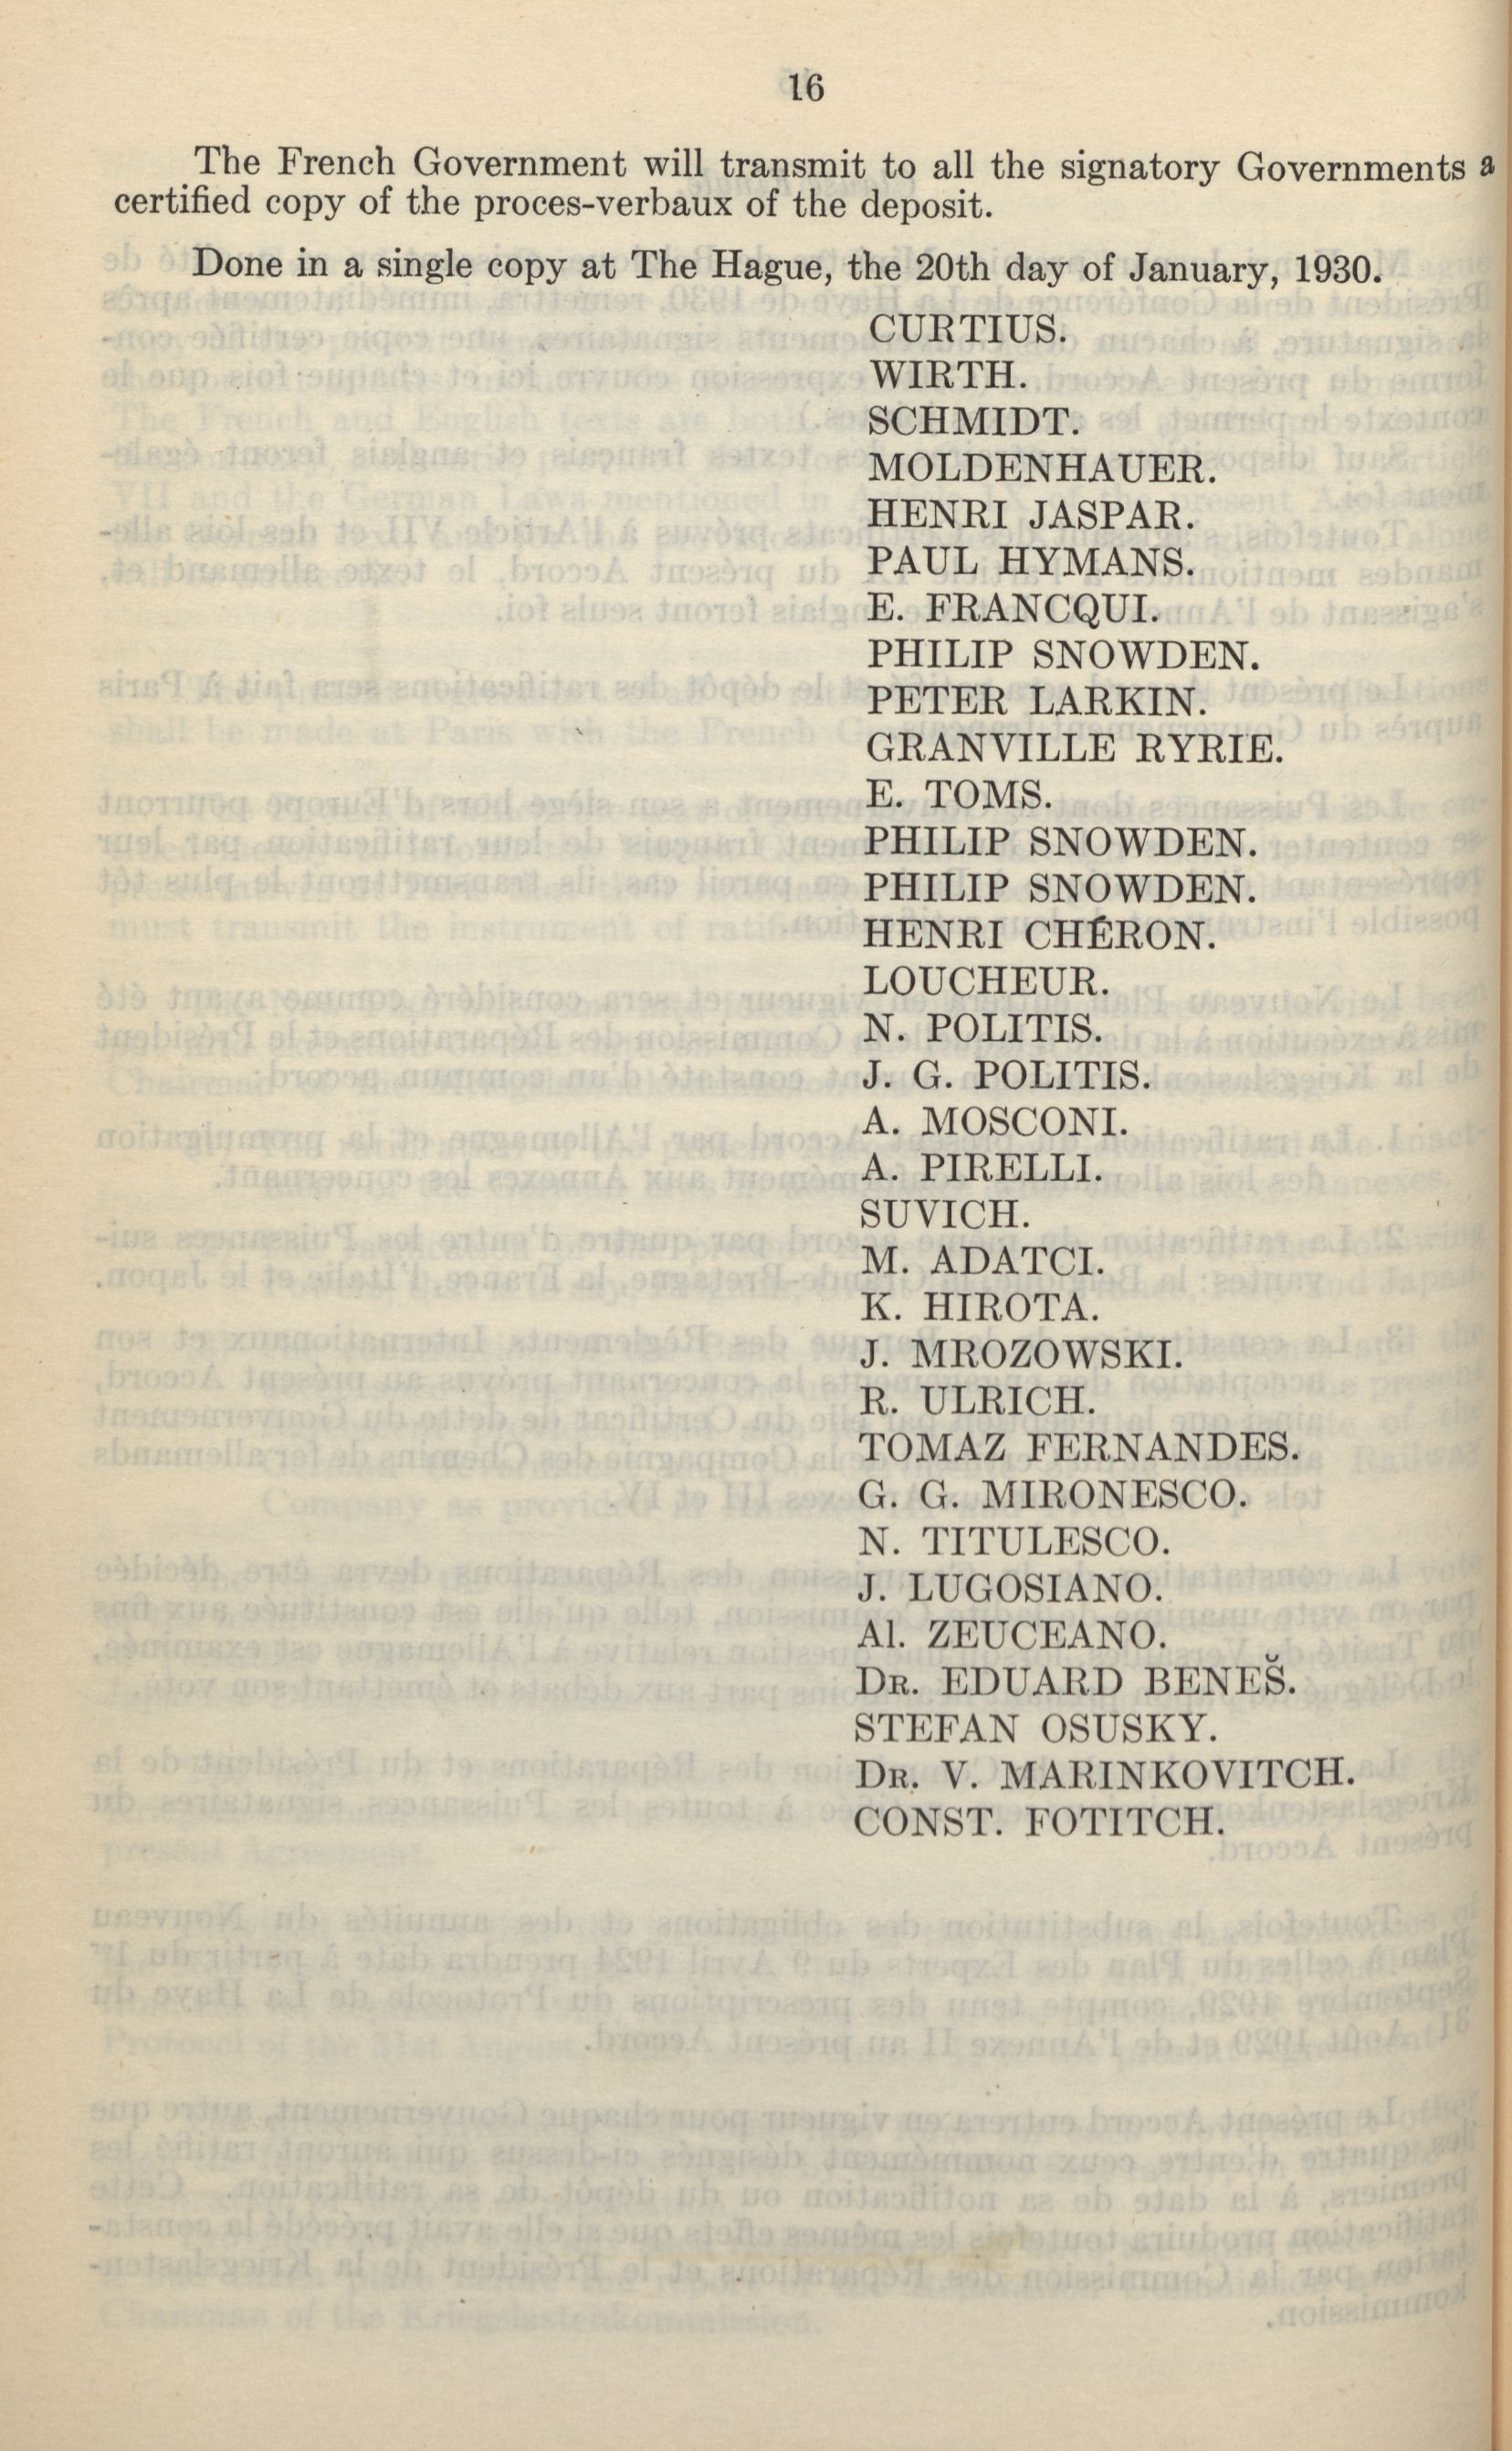 16
The French Government will transmit to all the signatory Governments a
certified copy of the proces-verbaux of the deposit.
Done in a single copy at The Hague, the 20th day of January, 1930.
CURTIUS.
WIRTH.
SCHMIDT.
MOLDENHAUER.
HENRI JASPAR.
PAUL HYMANS.
E. FRANCQUI.
PHILIP SNOWDEN.
PETER LARKIN.
GRANVILLE RYRIE.
E. TOMS.
PHILIP SNOWDEN.
PHILIP SNOWDEN.
HENRI CHÉRON.
LOUCHEUR.
N. POLITIS.
J. G. POLITIS.
A. MOSCONI.
A. PIRELLI.
SUVICH.
M. ADATCI.
K. HIROTA.
J. MROZOWSKI.
R. ULRICH.
TOMAZ FERNANDES.
G. G. MIRONESCO.
N. TITULESCO.
J. LUGOSIANO.
Al. ZEUCEANO.
DR. EDUARD BENEŠ.
STEFAN OSUSKY.
DR. V. MARINKOVITCH.
CONST. FOTITCH.